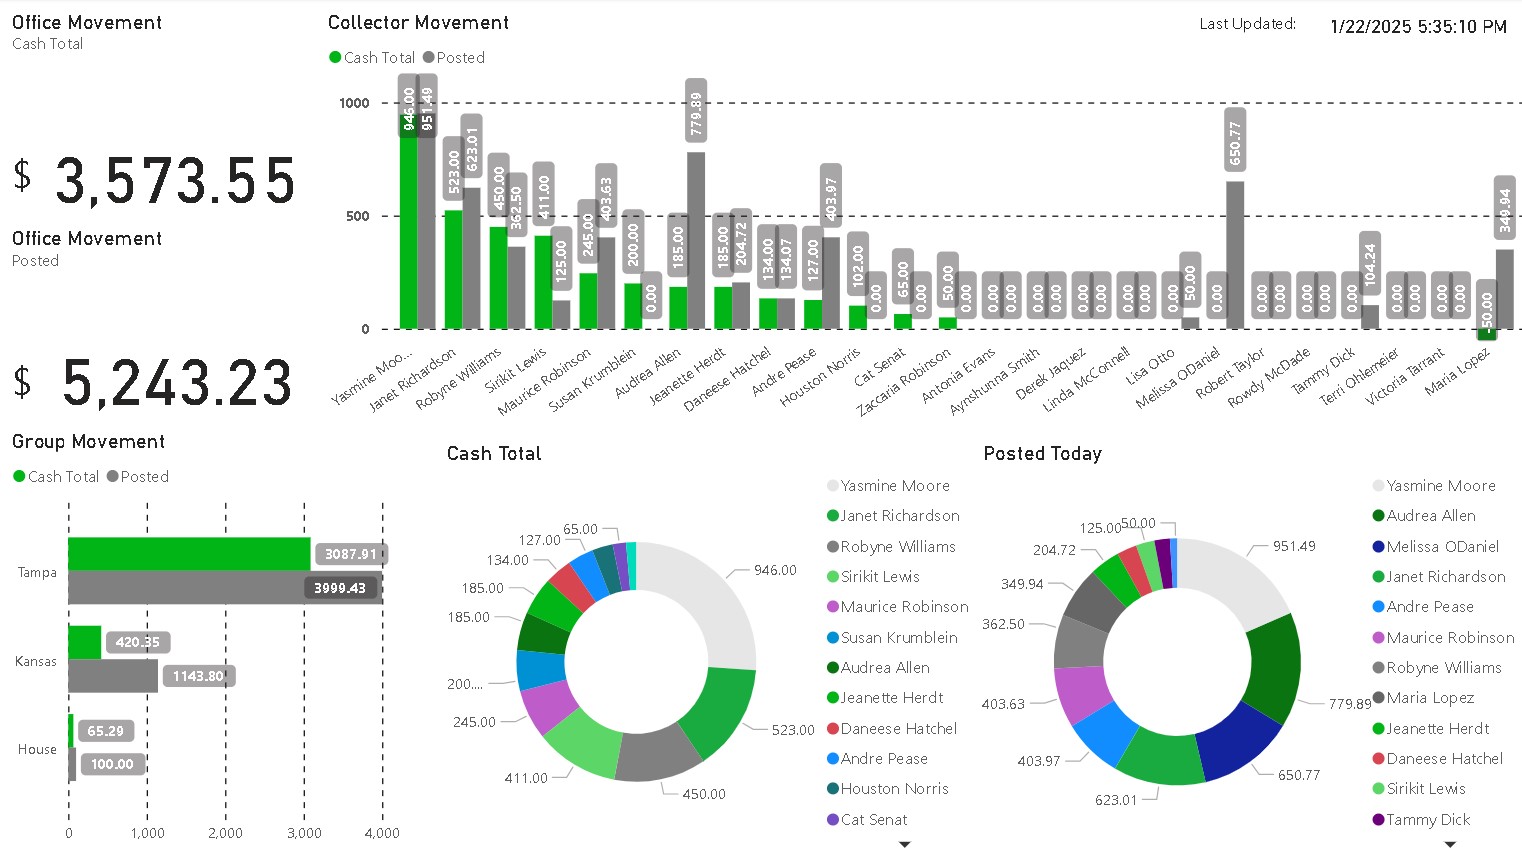 Office Movement
Cash Total
$ 3,573.55
Office Movement
Posted
$ 5,243.23
Collector Movement
Last Updated: 1/22/2025 5:35:10 PM
Cash Total Posted
1000
500
0
946.00 951.49
523.00 623.01
450.00 362.50
411.00 125.00
245.00 403.63
200.00 0.00
185.00 779.89
185.00 204.72
134.00 134.07
127.00 403.97
102.00 0.00
65.00 0.00
50.00 0.00
0.00 0.00
0.00 0.00
0.00 0.00
0.00 0.00
0.00 50.00
0.00 650.77
0.00 0.00
0.00 0.00
0.00 104.24
0.00 0.00
0.00 0.00
-50.00 349.94
Yasmine Moo...
Janet Richardson
Robyne Williams
Sirikit Lewis
Maurice Robinson
Susan Krumblein
Audrea Allen
Jeanette Herdt
Daneese Hatchel
Andre Pease
Houston Norris
Cat Senat
Zaccaria Robinson
Antonia Evans
Aynshunna Smith
Derek Jaquez
Linda McConnell
Lisa Otto
Melissa ODaniel
Robert Taylor
Rowdy McDade
Tammy Dick
Terri Ohlemeier
Victoria Tarrant
Maria Lopez
Group Movement
Cash Total Posted
Tampa
3087.91
3999.43
Kansas
420.35
1143.80
House
65.29
100.00
0 1,000 2,000 3,000 4,000
Cash Total
65.00
127.00
134.00
185.00
185.00
200....
245.00
411.00
450.00
523.00
946.00
Yasmine Moore
Janet Richardson
Robyne Williams
Sirikit Lewis
Maurice Robinson
Susan Krumblein
Audrea Allen
Jeanette Herdt
Daneese Hatchel
Andre Pease
Houston Norris
Cat Senat
Posted Today
50.00
125.00
204.72
349.94
362.50
403.63
403.97
623.01
650.77
779.89
951.49
Yasmine Moore
Audrea Allen
Melissa ODaniel
Janet Richardson
Andre Pease
Maurice Robinson
Robyne Williams
Maria Lopez
Jeanette Herdt
Daneese Hatchel
Sirikit Lewis
Tammy Dick